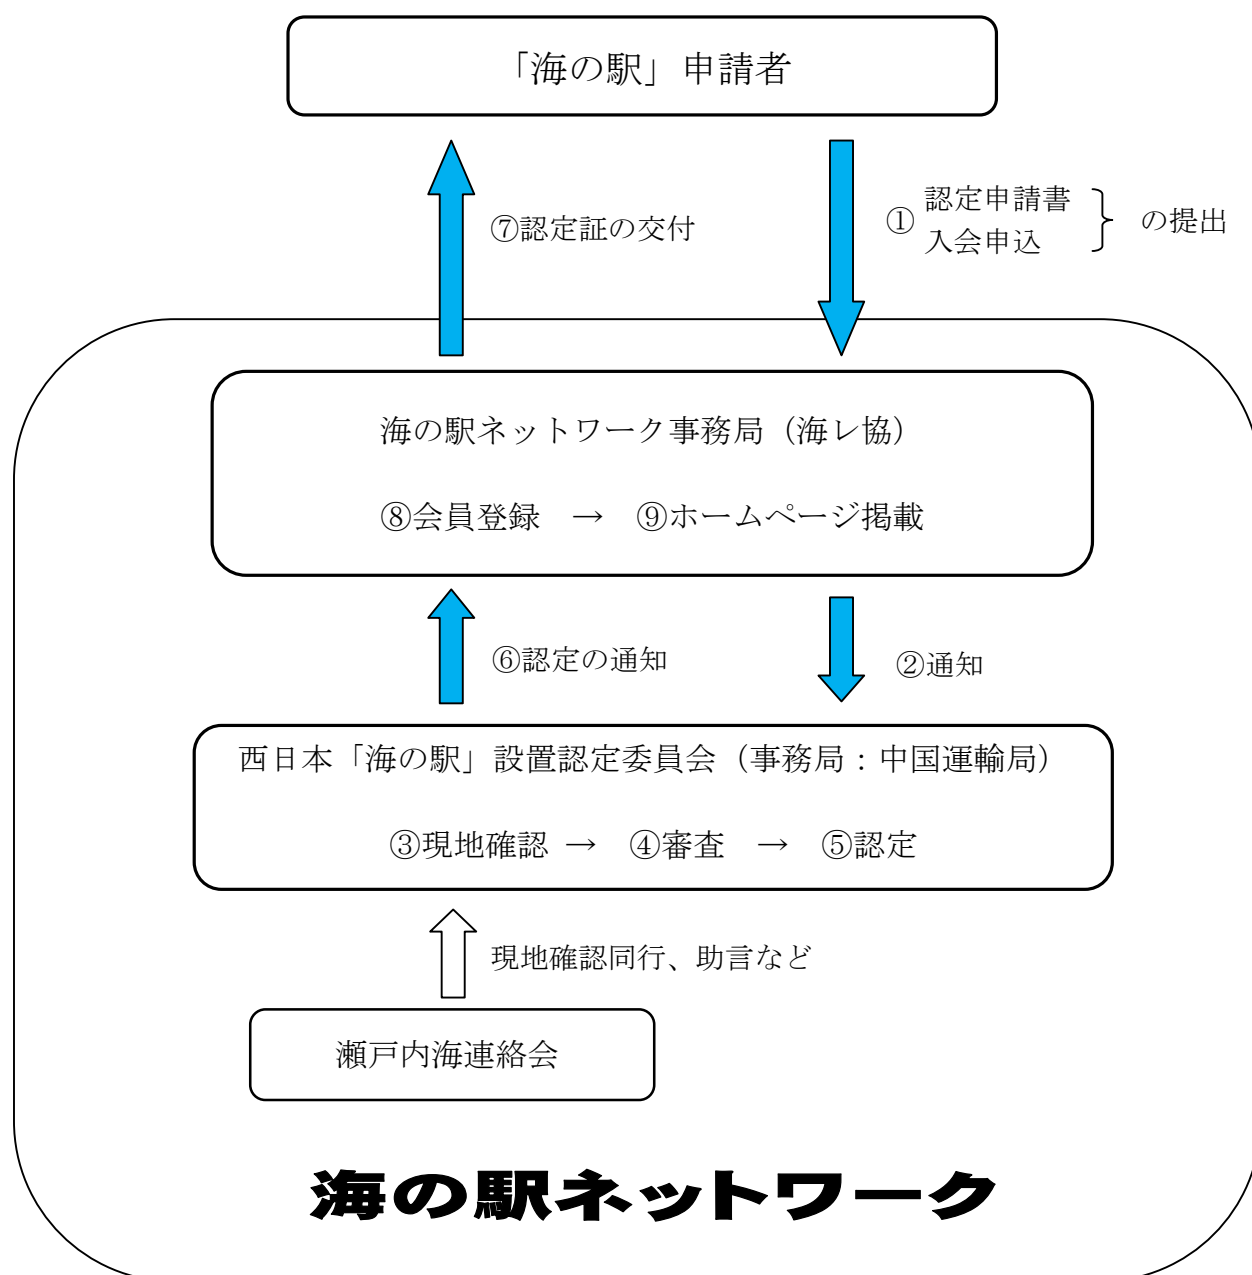 「海の駅」申請者
⑦認定証の交付
① 認定申請書
入会申込
の提出
海の駅ネットワーク事務局（海レ協）
⑧会員登録 → ⑨ホームページ掲載
⑥認定の通知
②通知
西日本「海の駅」設置認定委員会（事務局：中国運輸局）
③現地確認 → ④審査 → ⑤認定
現地確認同行、助言など
瀬戸内海連絡会
海の駅ネットワーク